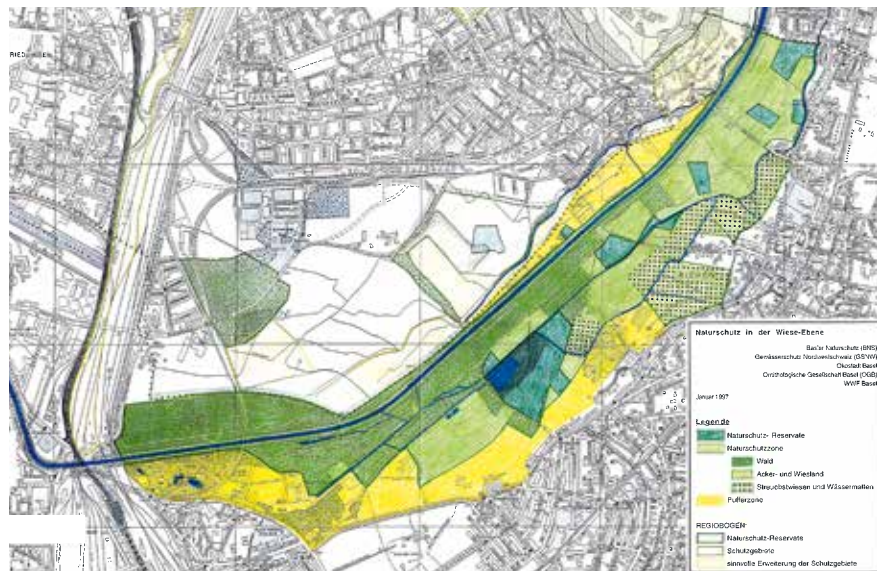 Naturschutz in der Wiese-Ebene
Basler Naturschutz (BNS)
Gewässerschutz Nordwestschweiz (GSNW)
Ökostadt Basel
Ornithologische Gesellschaft Basel (OGB)
WWF Basel
Januar 1997
Legende
Naturschutz- Reservate
Naturschutzzone
Wald
Acker- und Wiesland
Streuobstwiesen und Wässermatten
Pufferzone
REGIOBOGEN
Naturschutz-Reservate
Schutzgebiete
sinnvolle Erweiterung der Schutzgebiete